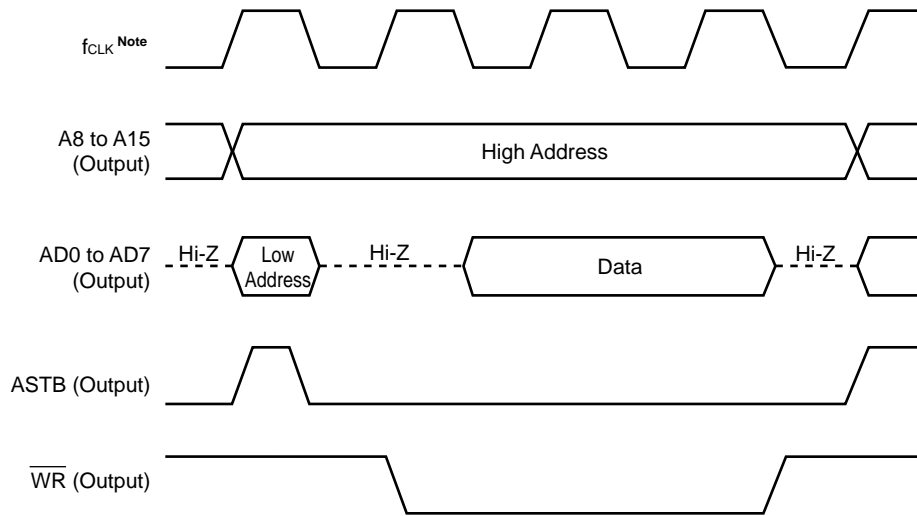 fCLK Note
A8 to A15
(Output)
High Address
AD0 to AD7
(Output)
Hi-Z
Low
Address
Hi-Z
Data
Hi-Z
ASTB (Output)
WR (Output)